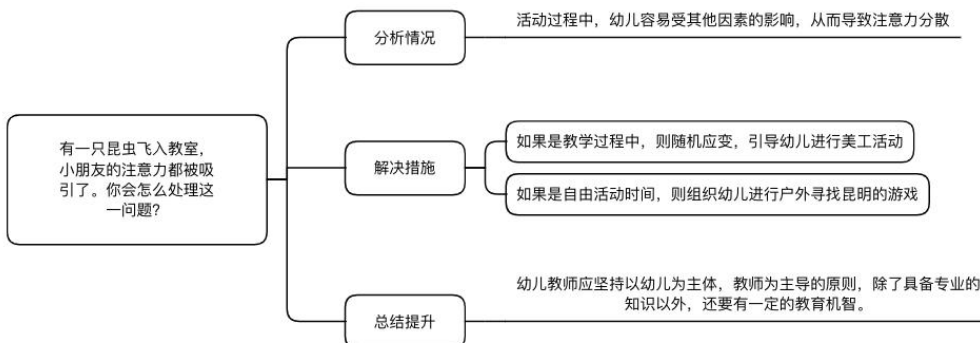 有一只昆虫飞入教室，
小朋友的注意力都被吸
引了。你会怎么处理这
一问题？
分析情况
活动过程中，幼儿容易受其他因素的影响，从而导致注意力分散
解决措施
如果是教学过程中，则随机应变，引导幼儿进行美工活动
如果是自由活动时间，则组织幼儿进行户外寻找昆明的游戏
总结提升
幼儿教师应坚持以幼儿为主体，教师为主导的原则，除了具备专业的
知识以外，还要有一定的教育机智。